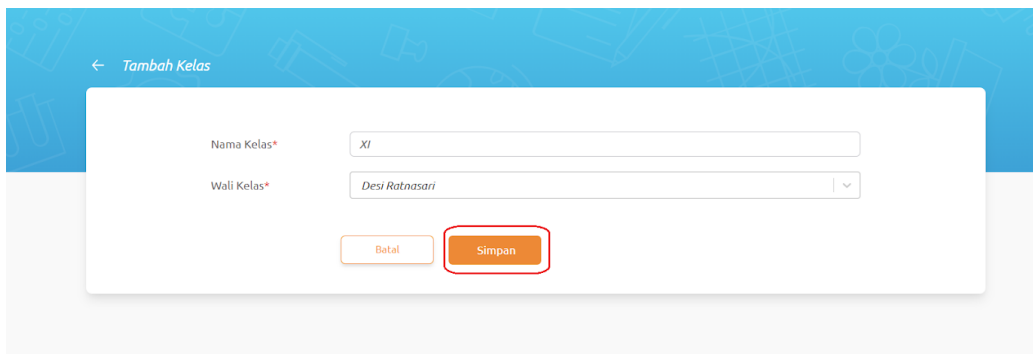 ← Tambah Kelas
Nama Kelas* XI
Wali Kelas* Desi Ratnasari
Batal Simpan